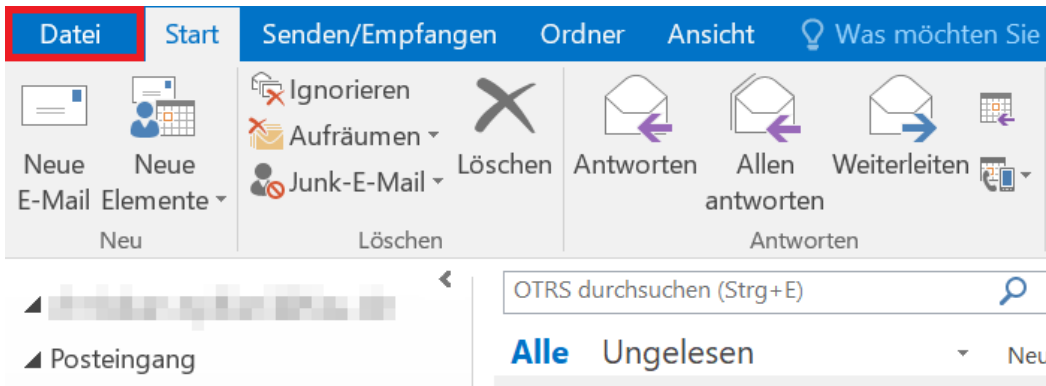 Datei Start Senden/Empfangen Ordner Ansicht Was möchten Sie
Neue E-Mail
Neue Elemente
Ignorieren
Aufräumen
Junk-E-Mail
Löschen
Antworten
Allen antworten
Weiterleiten
Neu Löschen Antworten
OTRS durchsuchen (Strg+E)
Posteingang
Alle Ungelesen Neu